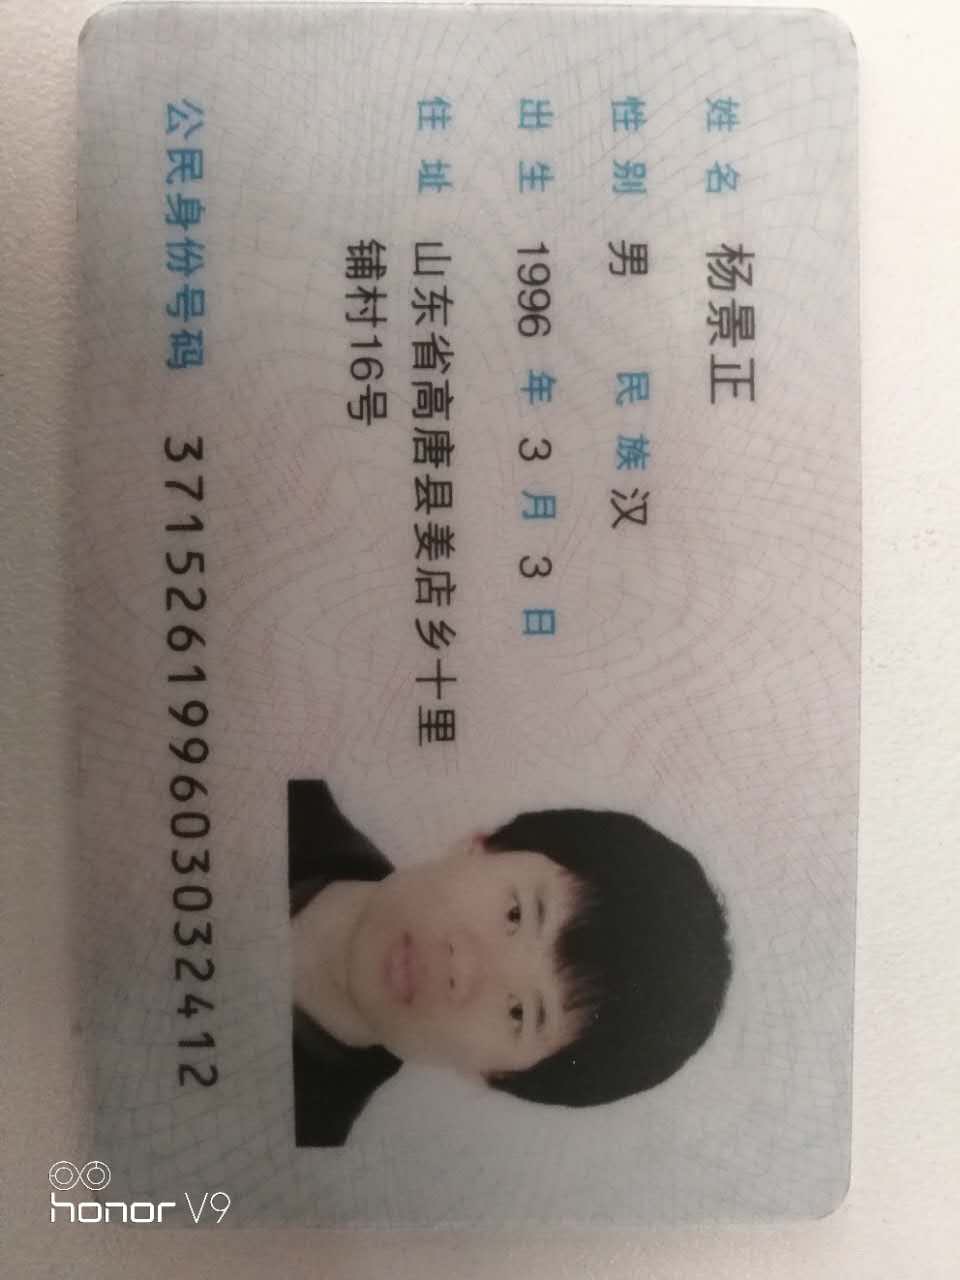 姓名 杨景正
性别 男 民族 汉
出生 1996 年 3 月 3 日
住址 山东省高唐县姜店乡十里
铺村16号
公民身份号码 371526199603032412
honor V9